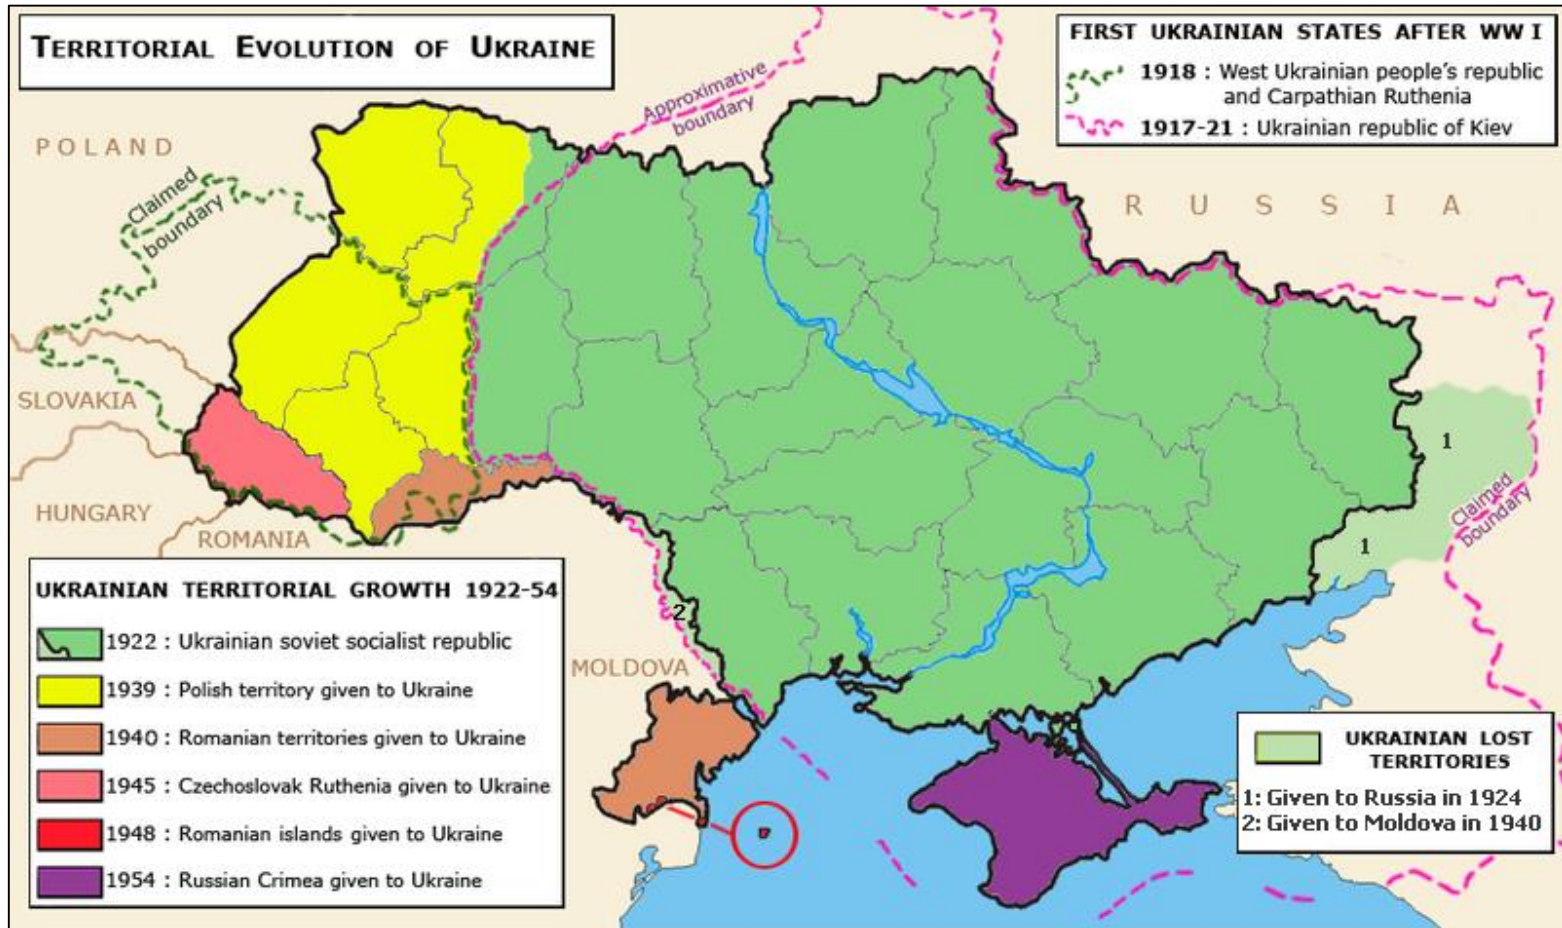 TERRITORIAL EVOLUTION OF UKRAINE
FIRST UKRAINIAN STATES AFTER WW I
1918 : West Ukrainian people's republic
and Carpathian Ruthenia
1917-21 : Ukrainian republic of Kiev
Approximative
boundary
POLAND
Claimed
boundary
RUSSIA
SLOVAKIA
HUNGARY
ROMANIA
1
1
Claimed
boundary
2
MOLDOVA
UKRAINIAN TERRITORIAL GROWTH 1922-54
1922 : Ukrainian soviet socialist republic
1939 : Polish territory given to Ukraine
1940 : Romanian territories given to Ukraine
1945 : Czechoslovak Ruthenia given to Ukraine
1948 : Romanian islands given to Ukraine
1954 : Russian Crimea given to Ukraine
UKRAINIAN LOST
TERRITORIES
1: Given to Russia in 1924
2: Given to Moldova in 1940